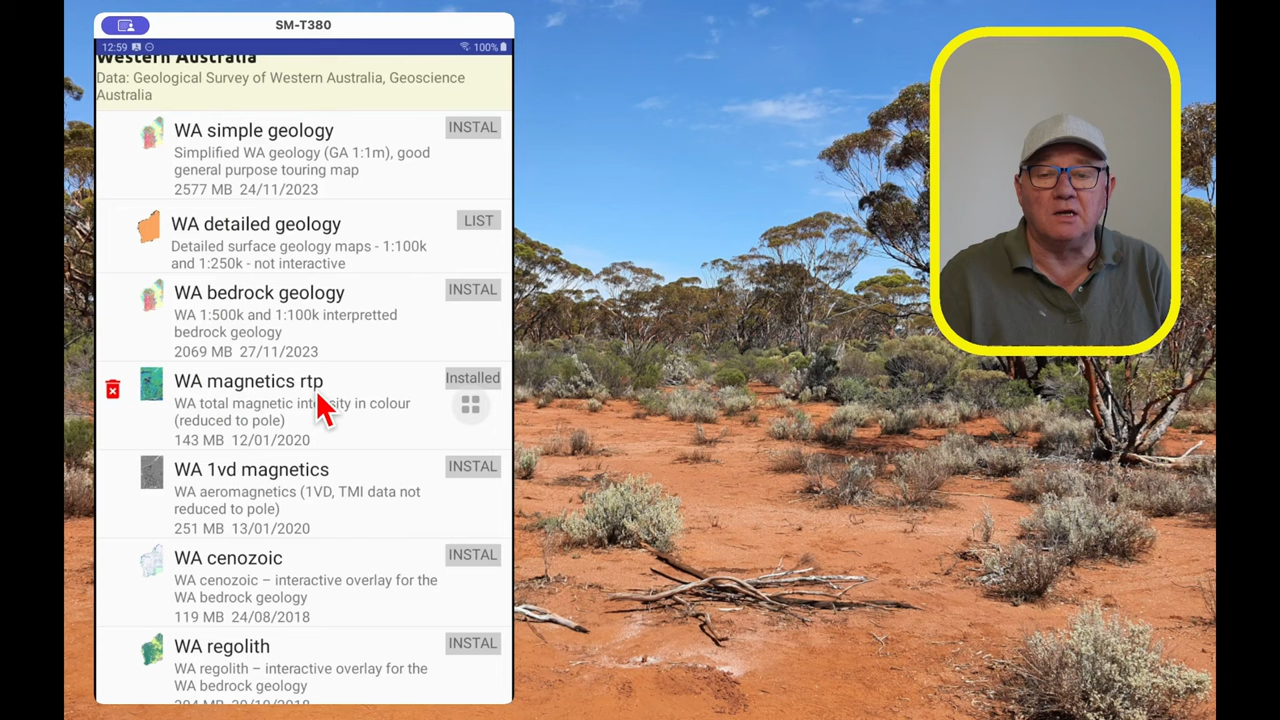 SM-T380
12:59
100%
Western Australia
Data: Geological Survey of Western Australia, Geoscience
Australia
WA simple geology
INSTAL
Simplified WA geology (GA 1:1m), good
general purpose touring map
2577 MB 24/11/2023
WA detailed geology
LIST
Detailed surface geology maps - 1:100k
and 1:250k - not interactive
WA bedrock geology
INSTAL
WA 1:500k and 1:100k interpretted
bedrock geology
2069 MB 27/11/2023
WA magnetics rtp
Installed
WA total magnetic intensity in colour
(reduced to pole)
143 MB 12/01/2020
WA 1vd magnetics
INSTAL
WA aeromagnetics (1VD, TMI data not
reduced to pole)
251 MB 13/01/2020
WA cenozoic
INSTAL
WA cenozoic – interactive overlay for the
WA bedrock geology
119 MB 24/08/2018
WA regolith
INSTAL
WA regolith – interactive overlay for the
WA bedrock geology